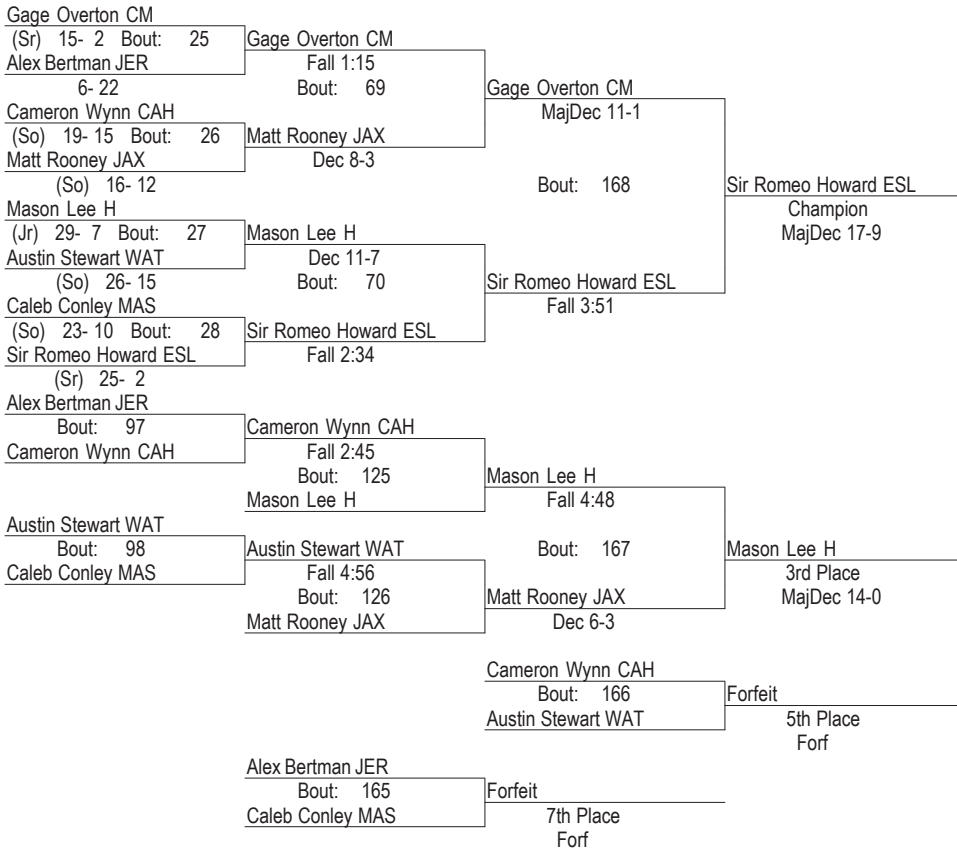 Gage Overton CM
(Sr) 15- 2 Bout: 25 Gage Overton CM
Alex Bertman JER Fall 1:15
6- 22 Bout: 69 Gage Overton CM
Cameron Wynn CAH MajDec 11-1
(So) 19- 15 Bout: 26 Matt Rooney JAX
Matt Rooney JAX Dec 8-3
(So) 16- 12 Bout: 168 Sir Romeo Howard ESL
Mason Lee H Champion
(Jr) 29- 7 Bout: 27 Mason Lee H MajDec 17-9
Austin Stewart WAT Dec 11-7
(So) 26- 15 Bout: 70 Sir Romeo Howard ESL
Caleb Conley MAS Fall 3:51
(So) 23- 10 Bout: 28 Sir Romeo Howard ESL
Sir Romeo Howard ESL Fall 2:34
(Sr) 25- 2
Alex Bertman JER
Bout: 97 Cameron Wynn CAH
Cameron Wynn CAH Fall 2:45
Bout: 125 Mason Lee H
Mason Lee H Fall 4:48
Austin Stewart WAT
Bout: 98 Austin Stewart WAT Bout: 167 Mason Lee H
Caleb Conley MAS Fall 4:56 3rd Place
Bout: 126 Matt Rooney JAX MajDec 14-0
Matt Rooney JAX Dec 6-3
Cameron Wynn CAH
Bout: 166 Forfeit
Austin Stewart WAT 5th Place
Forf
Alex Bertman JER
Bout: 165 Forfeit
Caleb Conley MAS 7th Place
Forf